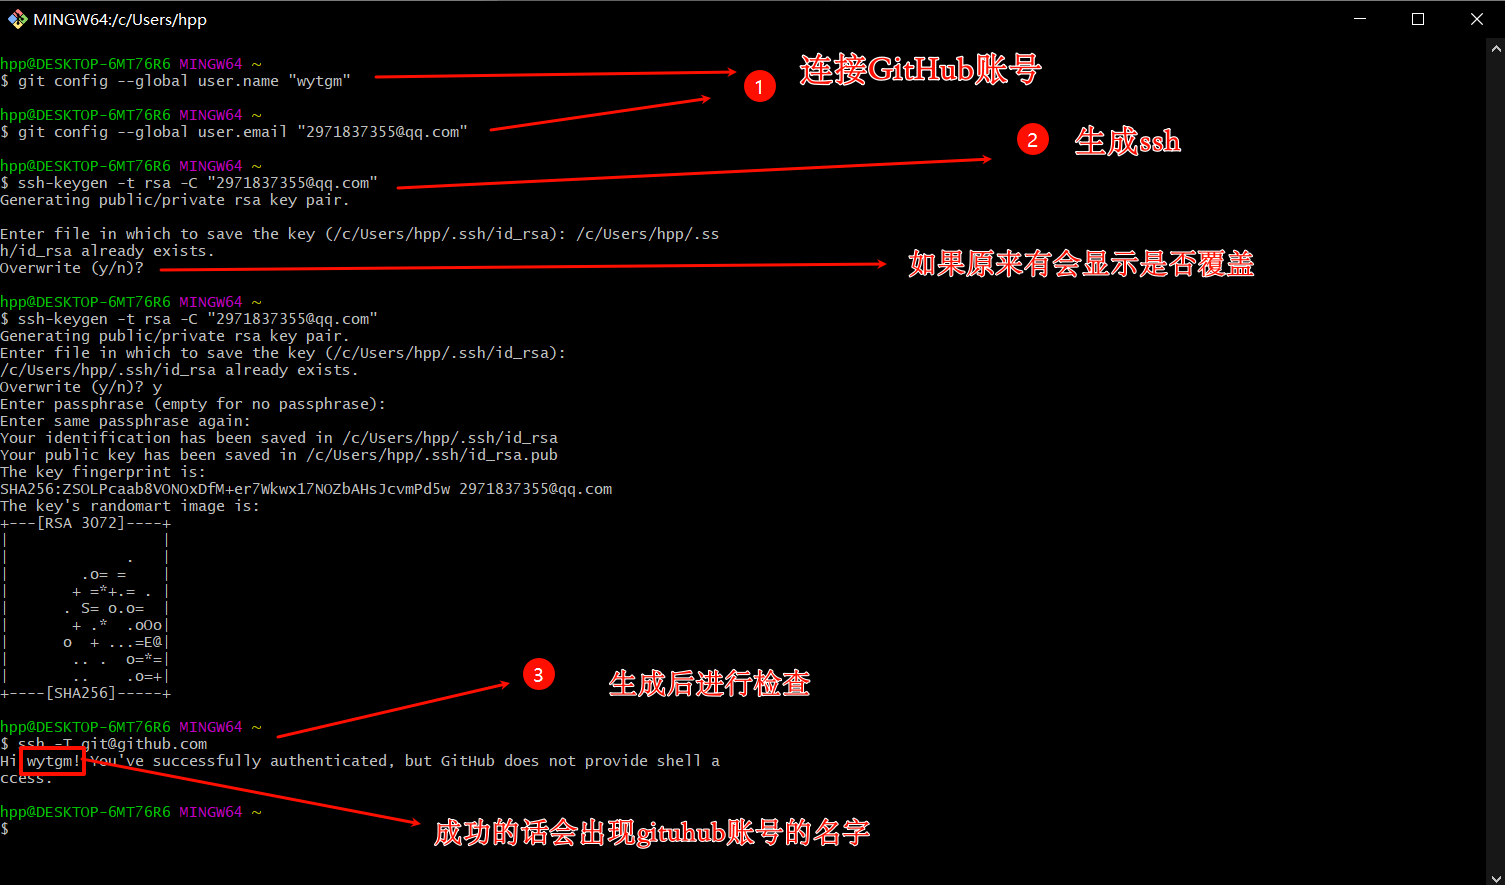 MINGW64:/c/Users/hpp
hpp@DESKTOP-6MT76R6 MINGW64 ~
$ git config --global user.name "wytgm"
1
连接GitHub账号
hpp@DESKTOP-6MT76R6 MINGW64 ~
$ git config --global user.email "2971837355@qq.com"
2
生成ssh
hpp@DESKTOP-6MT76R6 MINGW64 ~
$ ssh-keygen -t rsa -C "2971837355@qq.com"
Generating public/private rsa key pair.
Enter file in which to save the key (/c/Users/hpp/.ssh/id_rsa): /c/Users/hpp/.ss
h/id_rsa already exists.
Overwrite (y/n)?
如果原来有会显示是否覆盖
hpp@DESKTOP-6MT76R6 MINGW64 ~
$ ssh-keygen -t rsa -C "2971837355@qq.com"
Generating public/private rsa key pair.
Enter file in which to save the key (/c/Users/hpp/.ssh/id_rsa):
/c/Users/hpp/.ssh/id_rsa already exists.
Overwrite (y/n)? y
Enter passphrase (empty for no passphrase):
Enter same passphrase again:
Your identification has been saved in /c/Users/hpp/.ssh/id_rsa
Your public key has been saved in /c/Users/hpp/.ssh/id_rsa.pub
The key fingerprint is:
SHA256:ZSOLPcaab8VONOxDfM+er7Wkwx17NOZbAHsJcvmPd5w 2971837355@qq.com
The key's randomart image is:
+---[RSA 3072]----+
|                 |
|             .   |
|        .o= =    |
|       + =*+.= . |
|      . S= o.o=  |
|       + .*  .oOo|
|      o  + ...=E@|
|       .. .  o=*=|
|       ..    .o=+|
+----[SHA256]-----+
3
生成后进行检查
hpp@DESKTOP-6MT76R6 MINGW64 ~
$ ssh -T git@github.com
Hi wytgm! You've successfully authenticated, but GitHub does not provide shell a
ccess.
hpp@DESKTOP-6MT76R6 MINGW64 ~
$
成功的话会出现gituhub账号的名字